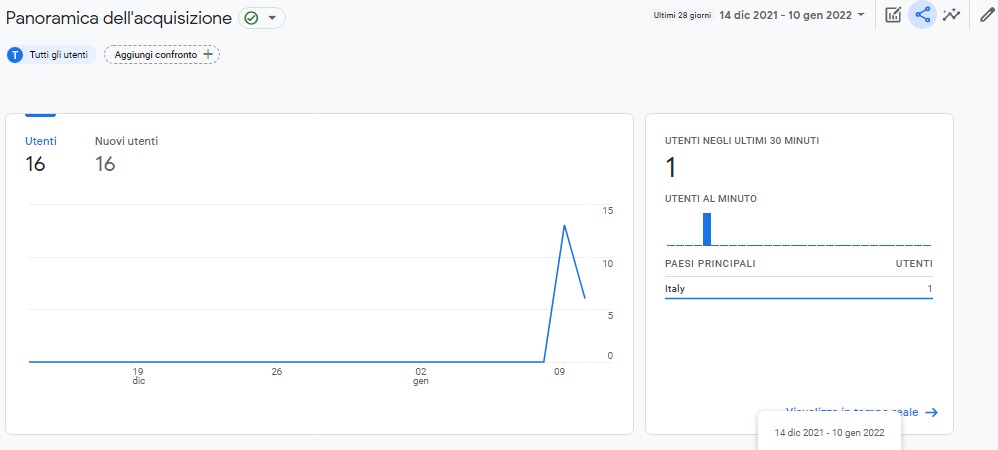 Panoramica dell'acquisizione
Ultimi 28 giorni 14 dic 2021 - 10 gen 2022
T Tutti gli utenti Aggiungi confronto +
Utenti Nuovi utenti
16 16
15
10
5
0
19 dic
26
02 gen
09
UTENTI NEGLI ULTIMI 30 MINUTI
1
UTENTI AL MINUTO
PAESI PRINCIPALI UTENTI
Italy 1
Visualizza in tempo reale
14 dic 2021 - 10 gen 2022